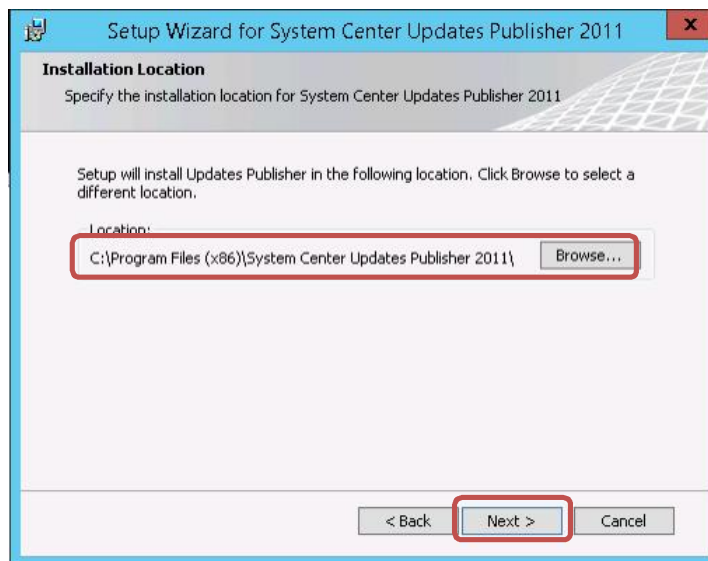 Setup Wizard for System Center Updates Publisher 2011
x
Installation Location
Specify the installation location for System Center Updates Publisher 2011
Setup will install Updates Publisher in the following location. Click Browse to select a
different location.
Location:
C:\Program Files (x86)\System Center Updates Publisher 2011\
Browse...
< Back
Next >
Cancel